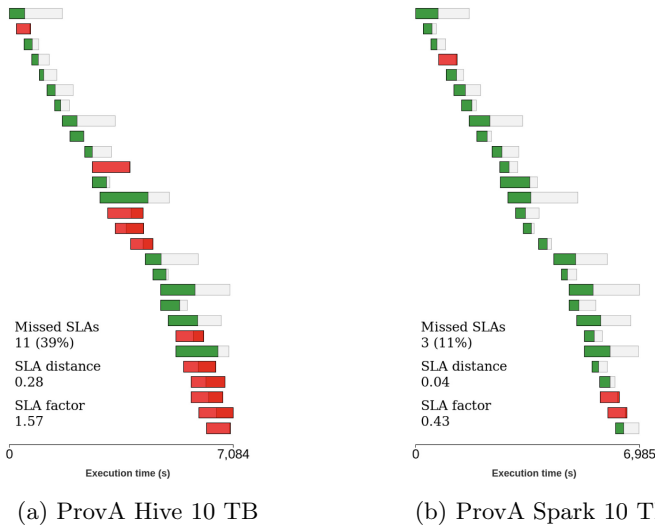 Missed SLAs
11 (39%)
SLA distance
0.28
SLA factor
1.57
0
7,084
Execution time (s)
(a) ProvA Hive 10 TB
Missed SLAs
3 (11%)
SLA distance
0.04
SLA factor
0.43
0
6,985
Execution time (s)
(b) ProvA Spark 10 T